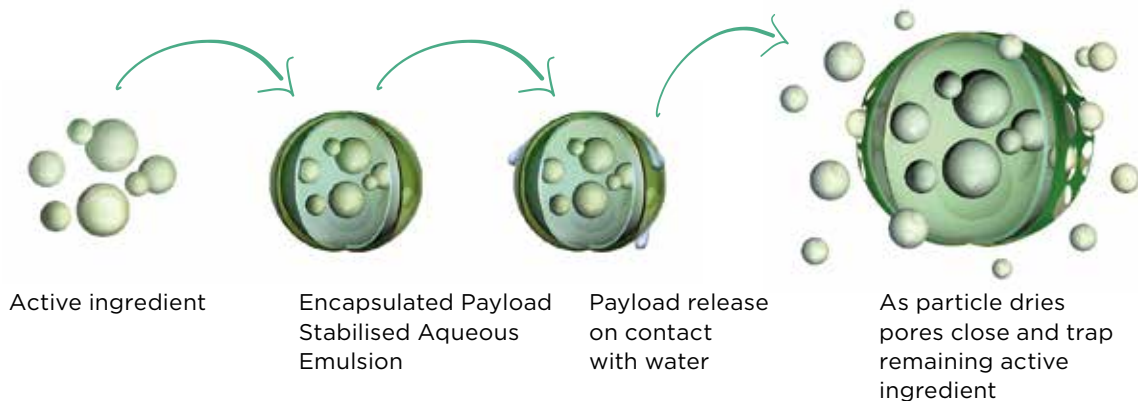 Active ingredient
Encapsulated Payload
Stabilised Aqueous
Emulsion
Payload release
on contact
with water
As particle dries
pores close and trap
remaining active
ingredient